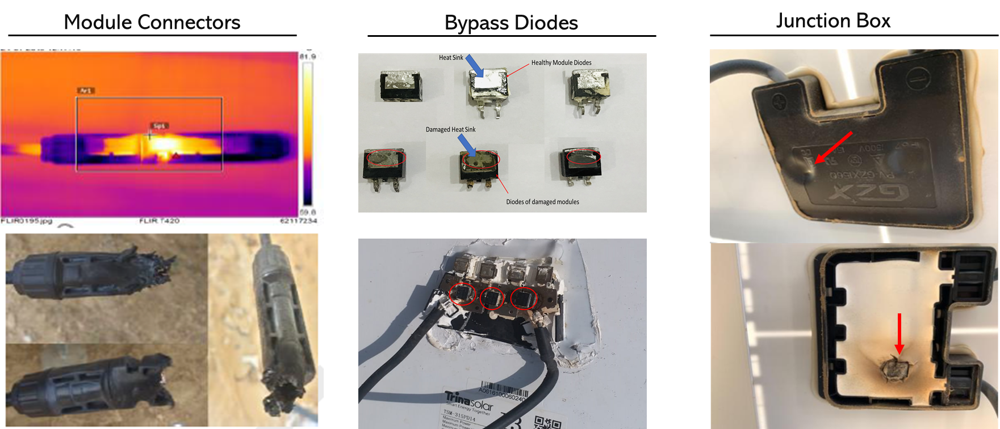 Module Connectors
Bypass Diodes
Junction Box
81.9
Ar1
Sp1
59.8
FLIR0195.jpg
FLIR T420
62117234
Heat Sink
Healthy Module Diodes
Damaged Heat Sink
Diodes of damaged modules
A0616100060240
Trinasolar
Smart Energy Together
TSM-315PD14
Maximum Power
Maximum Power
1500V
PV-GZX1560
GZX